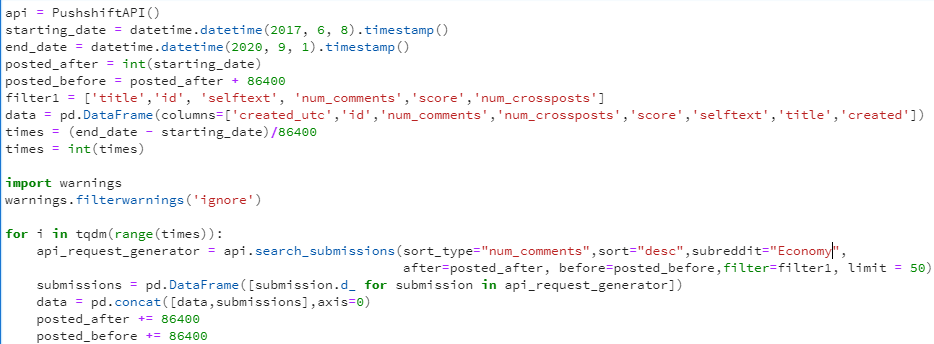 api = PushshiftAPI()
starting_date = datetime.datetime(2017, 6, 8).timestamp()
end_date = datetime.datetime(2020, 9, 1).timestamp()
posted_after = int(starting_date)
posted_before = posted_after + 86400
filter1 = ['title','id', 'selftext', 'num_comments','score','num_crossposts']
data = pd.DataFrame(columns=['created_utc','id','num_comments','num_crossposts','score','selftext','title','created'])
times = (end_date - starting_date)/86400
times = int(times)

import warnings
warnings.filterwarnings('ignore')

for i in tqdm(range(times)):
    api_request_generator = api.search_submissions(sort_type="num_comments",sort="desc",subreddit="Economy",
                                                   after=posted_after, before=posted_before,filter=filter1, limit = 50)
    submissions = pd.DataFrame([submission.d_ for submission in api_request_generator])
    data = pd.concat([data,submissions],axis=0)
    posted_after += 86400
    posted_before += 86400